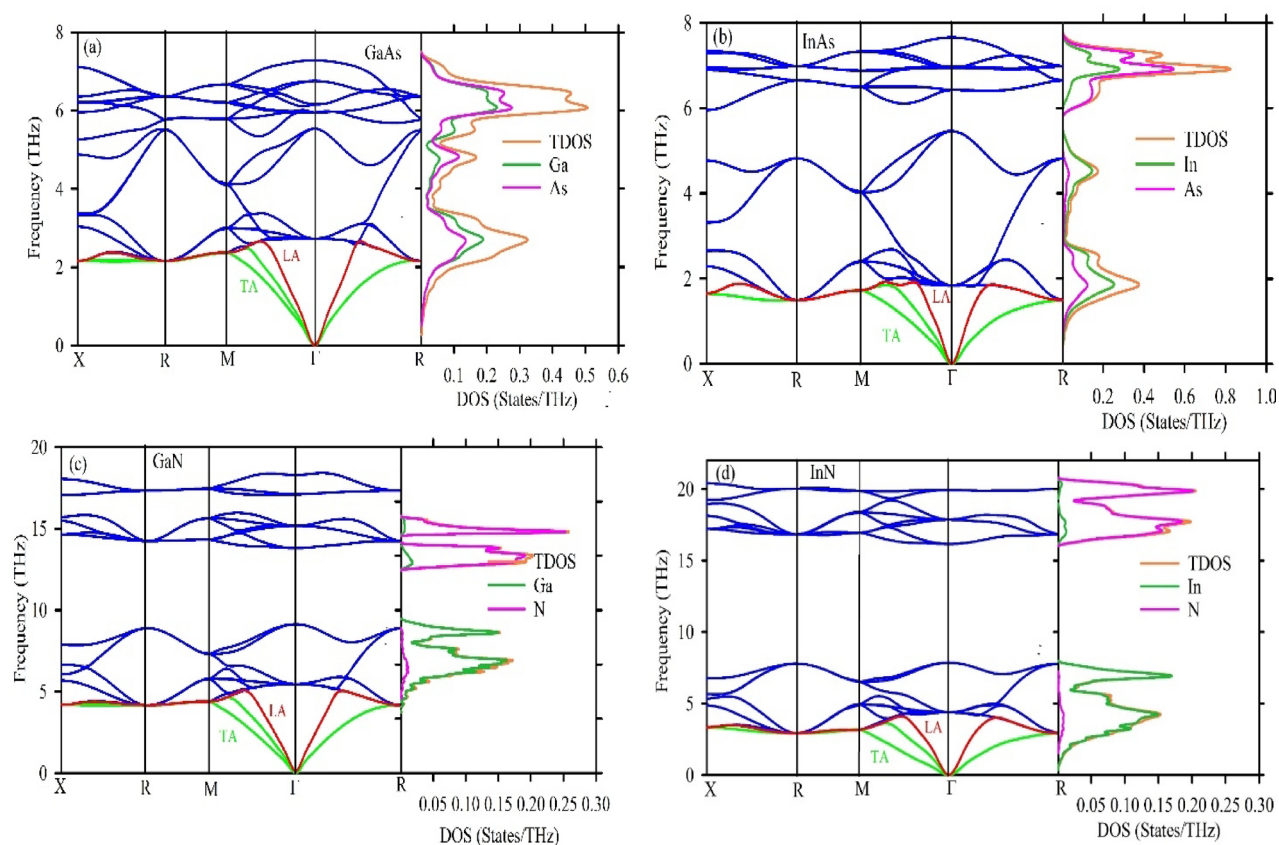 (a)
GaAs
8
6
4
2
0
Frequency (THz)
TDOS
Ga
As
LA
TA
X
R
M
Γ
R
0.1 0.2 0.3 0.4 0.5 0.6
DOS (States/THz)
(b)
InAs
8
6
4
2
0
Frequency (THz)
TDOS
In
As
LA
TA
X
R
M
Γ
R
0.2 0.4 0.6 0.8 1.0
DOS (States/THz)
(c)
GaN
20
15
10
5
0
Frequency (THz)
TDOS
Ga
N
LA
TA
X
R
M
Γ
R
0.05 0.10 0.15 0.20 0.25 0.30
DOS (States/THz)
(d)
InN
20
15
10
5
0
Frequency (THz)
TDOS
In
N
LA
TA
X
R
M
Γ
R
0.05 0.10 0.15 0.20 0.25 0.30
DOS (States/THz)